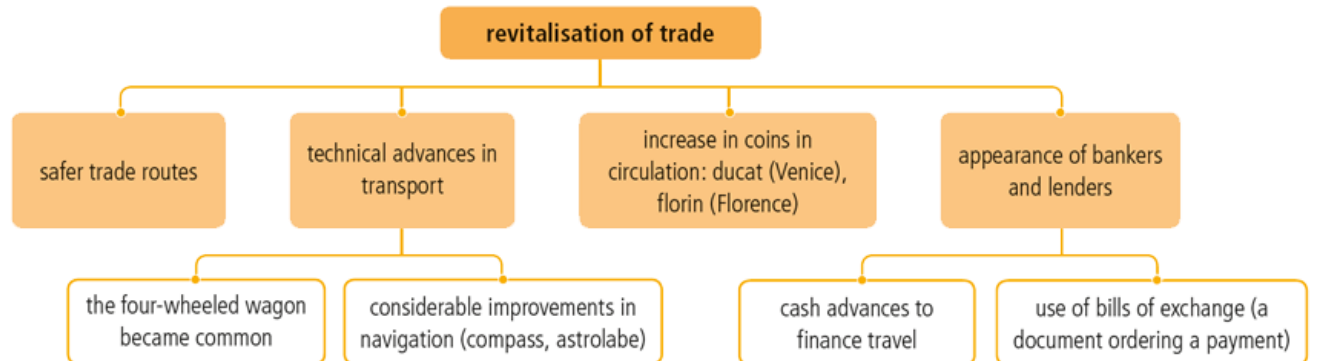 revitalisation of trade
safer trade routes
technical advances in
transport
increase in coins in
circulation: ducat (Venice),
florin (Florence)
appearance of bankers
and lenders
the four-wheeled wagon
became common
considerable improvements in
navigation (compass, astrolabe)
cash advances to
finance travel
use of bills of exchange (a
document ordering a payment)